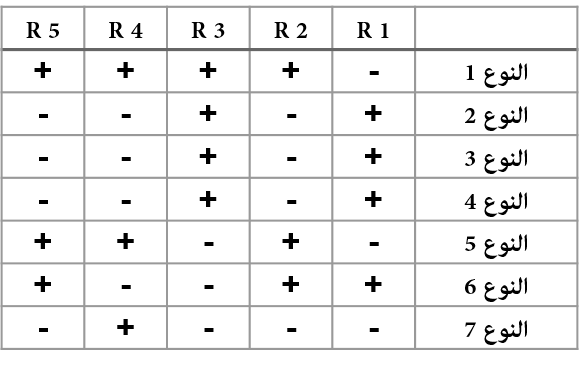 R 1 R 2 R 3 R 4 R 5
النوع 1 - + + + +
النوع 2 + - + - -
النوع 3 + - + - -
النوع 4 + - + - -
النوع 5 - + - + +
النوع 6 + + - - +
النوع 7 - - - + -